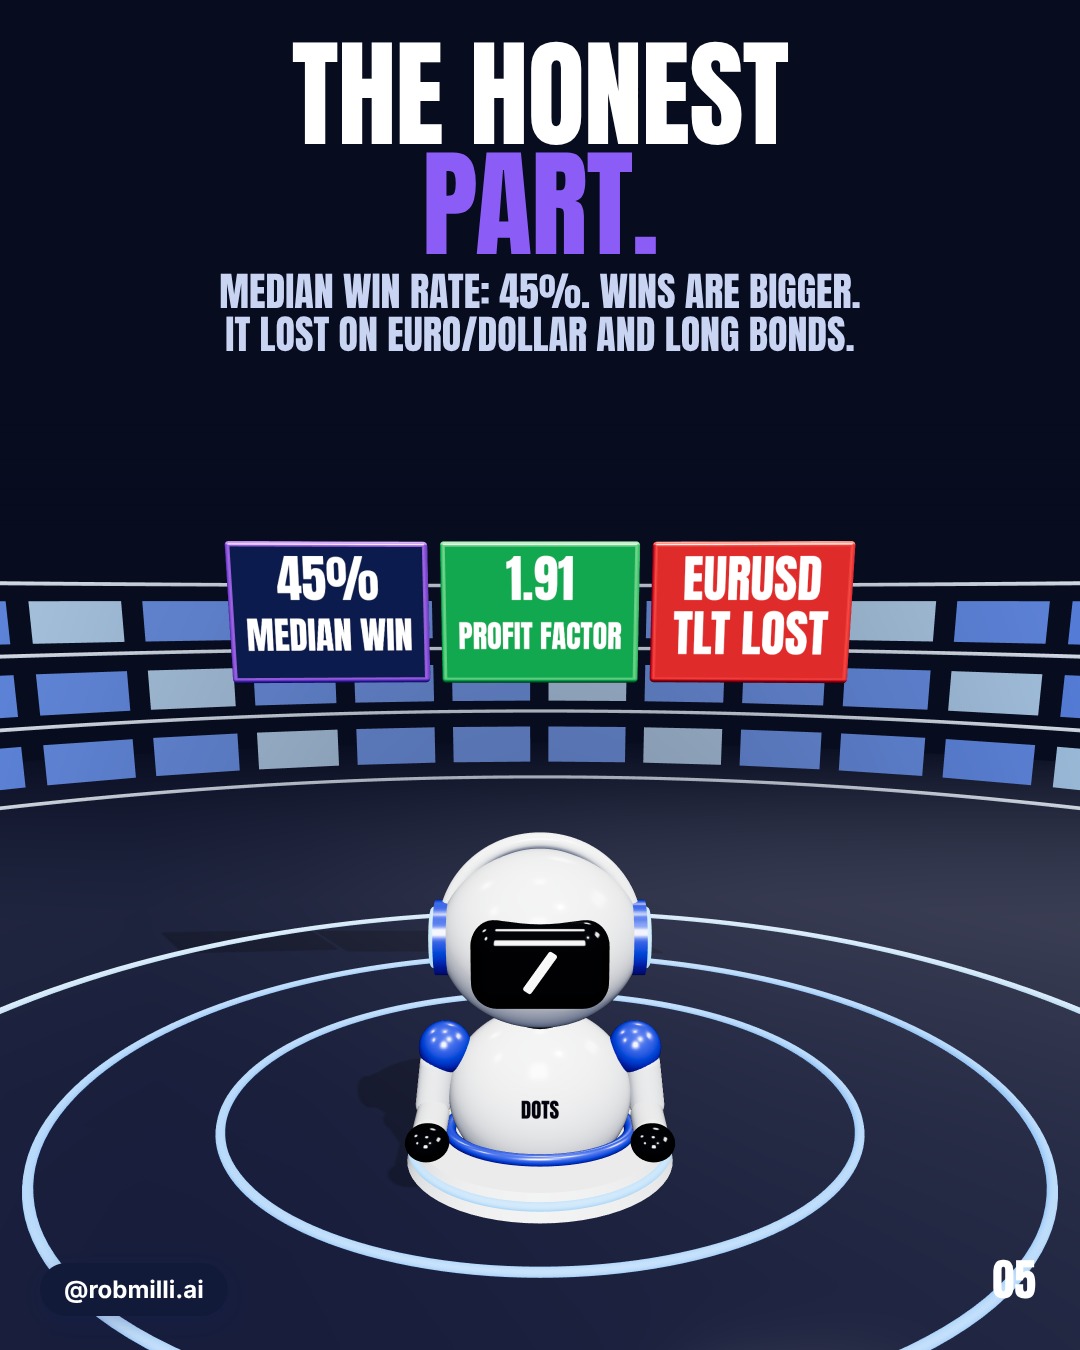 THE HONEST
PART.
MEDIAN WIN RATE: 45%. WINS ARE BIGGER.
IT LOST ON EURO/DOLLAR AND LONG BONDS.
45%
MEDIAN WIN
1.91
PROFIT FACTOR
EURUSD
TLT LOST
DOTS
@robmilli.ai
05